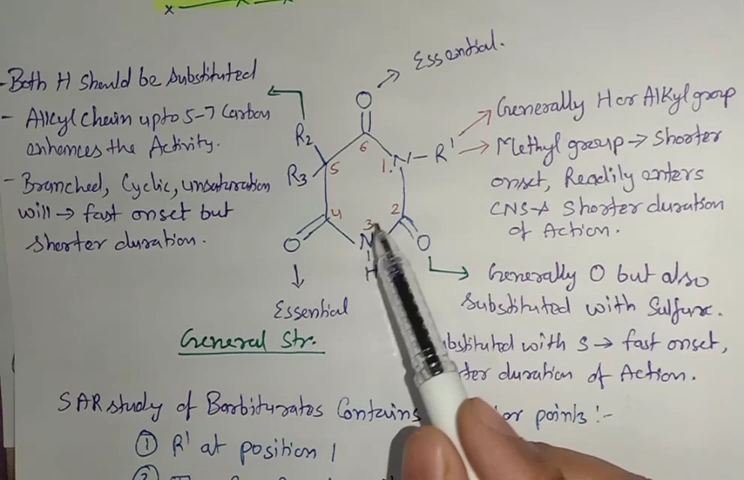 Essential.
- Both H Should be Substituted
- Alkyl chain upto 5-7 Carbon
enhances the Activity.
- Branched, Cyclic, unsaturation
will → fast onset but
shorter duration.
→ Generally H or Alkyl group
→ Methyl group → Shorter
onset, Readily enters
CNS → Shorter duration
of Action.
O
R2
R3
6
5
1.
N - R'
4
3
2
O
N
H
O
Essential
→ Generally O but also
Substituted with Sulfur.
with S → fast onset,
duration of Action.
General Str.
SAR study of Barbiturates Contains
points :-
① R' at position 1
②